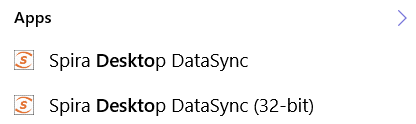 Apps
Spira Desktop DataSync
Spira Desktop DataSync (32-bit)